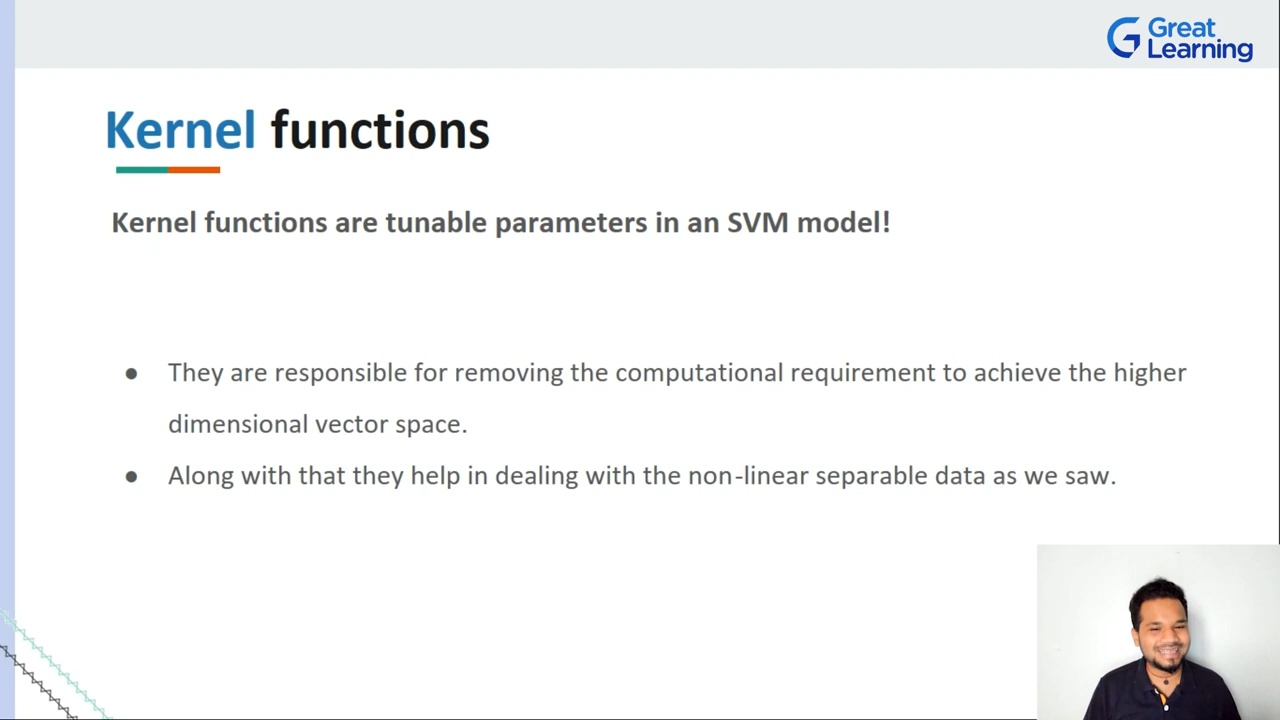 Great
Learning
Kernel functions
Kernel functions are tunable parameters in an SVM model!
● They are responsible for removing the computational requirement to achieve the higher
dimensional vector space.
● Along with that they help in dealing with the non-linear separable data as we saw.